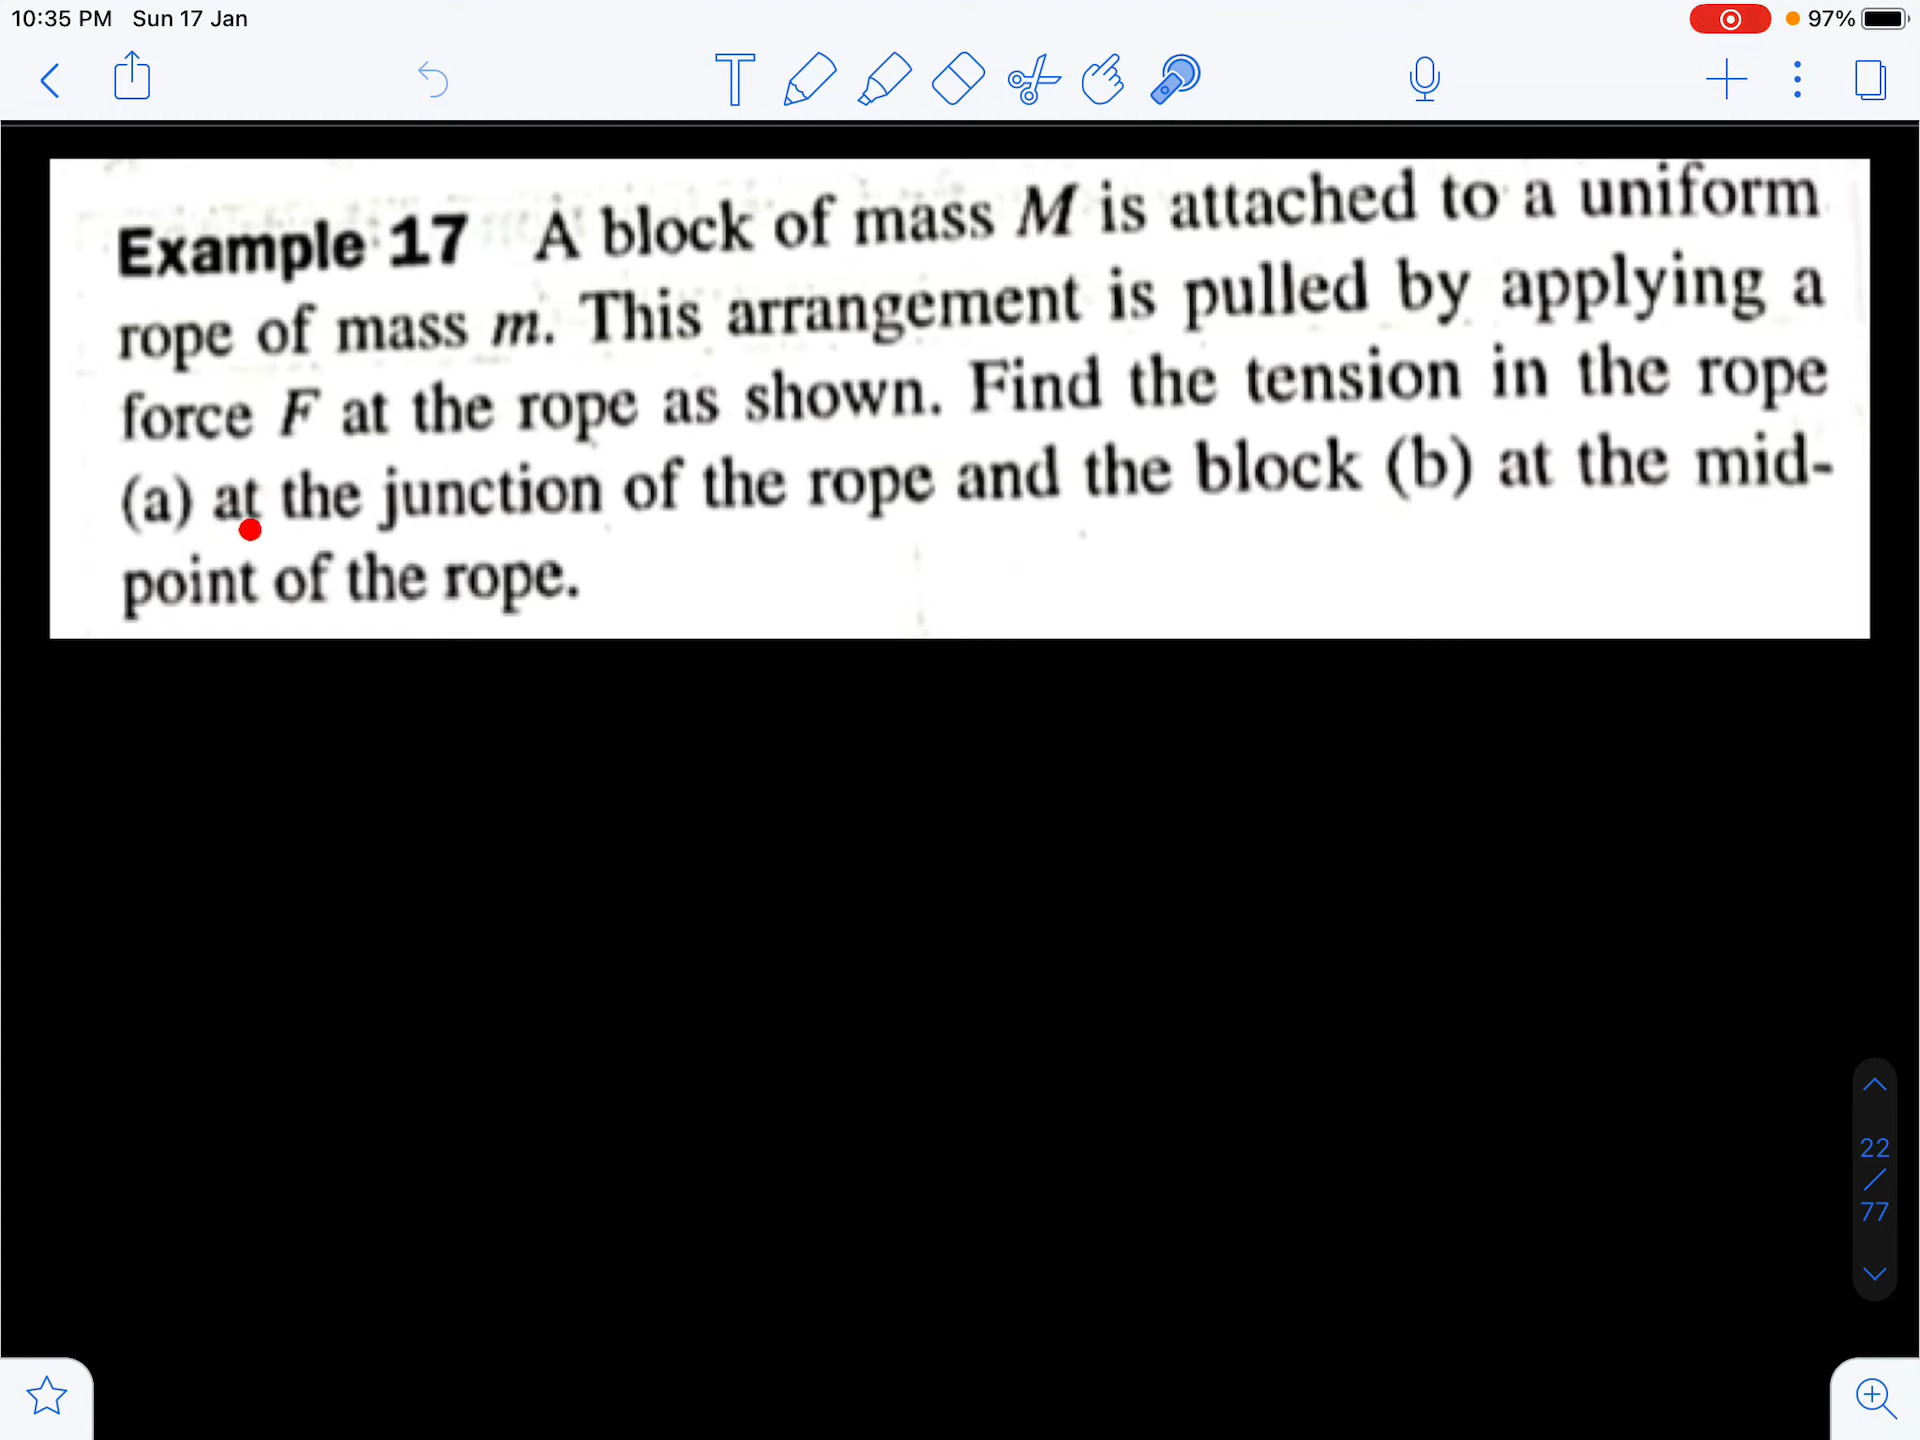 10:35 PM Sun 17 Jan
97%
Example 17 A block of mass M is attached to a uniform
rope of mass m. This arrangement is pulled by applying a
force F at the rope as shown. Find the tension in the rope
(a) at the junction of the rope and the block (b) at the mid-
point of the rope.
22
/
77